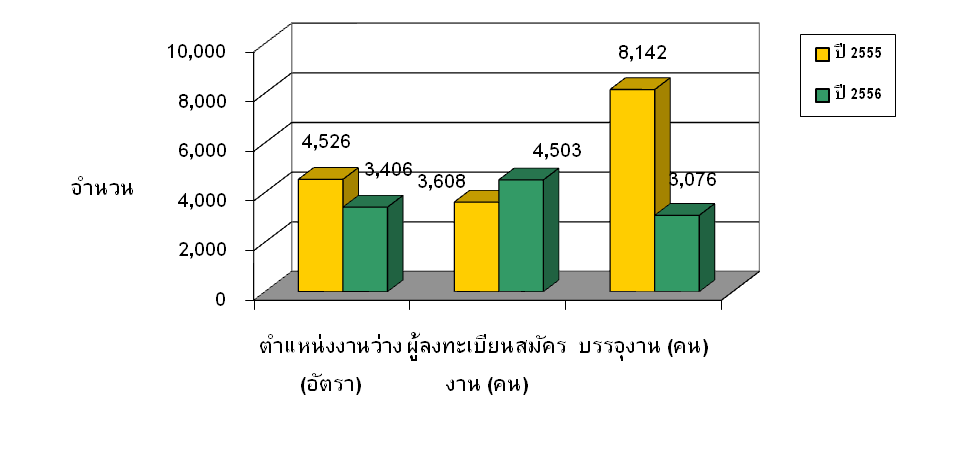 10,000
8,000
6,000
4,000
2,000
0
จำนวน
4,526
3,406
3,608
4,503
8,142
3,076
ตำแหน่งงานว่าง
(อัตรา)
ผู้ลงทะเบียนสมัคร
งาน (คน)
บรรจุงาน (คน)
ปี 2555
ปี 2556